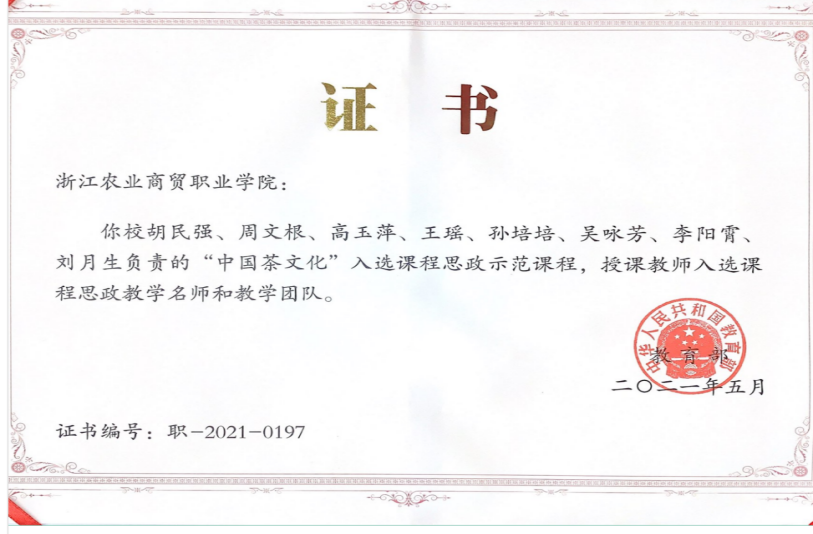 证 书
浙江农业商贸职业学院：
你校胡民强、周文根、高玉萍、王瑶、孙培培、吴咏芳、李阳霄、
刘月生负责的“中国茶文化”入选课程思政示范课程，授课教师入选课
程思政教学名师和教学团队。
中华人民共和国教育部
教育部
二〇二一年五月
证书编号：职-2021-0197